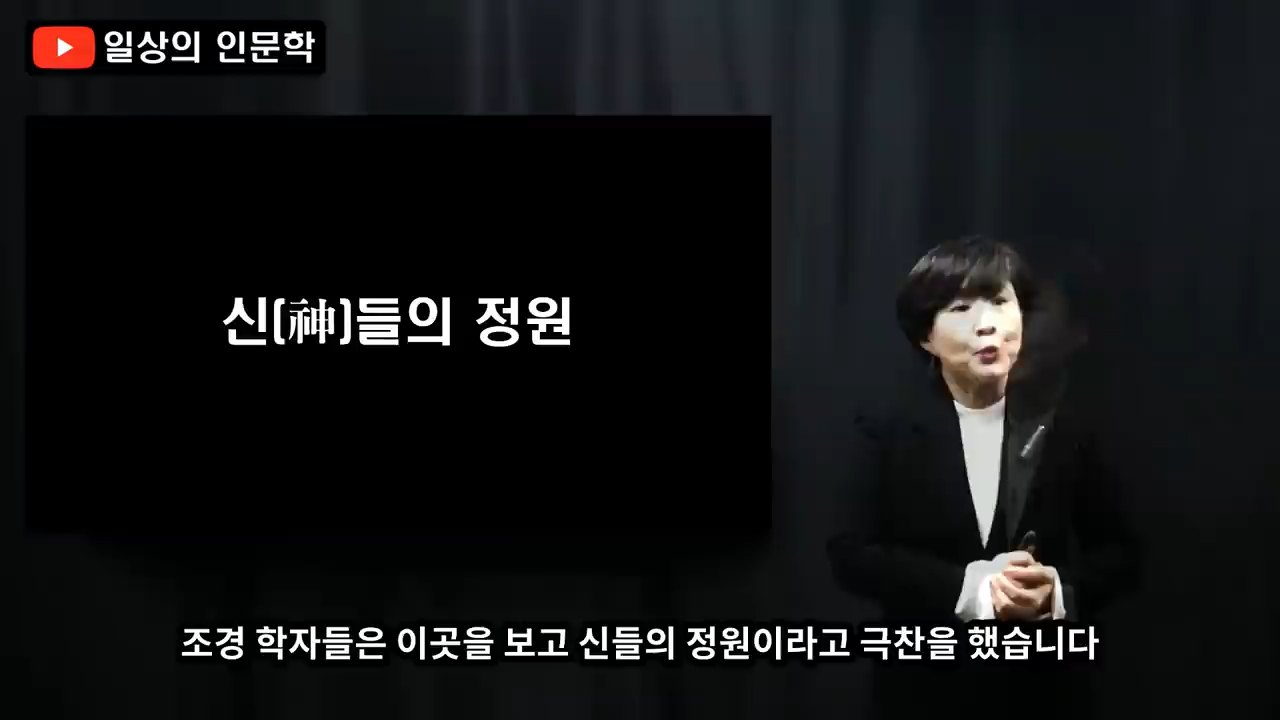 일상의 인문학
신(神)들의 정원
조경 학자들은 이곳을 보고 신들의 정원이라고 극찬을 했습니다